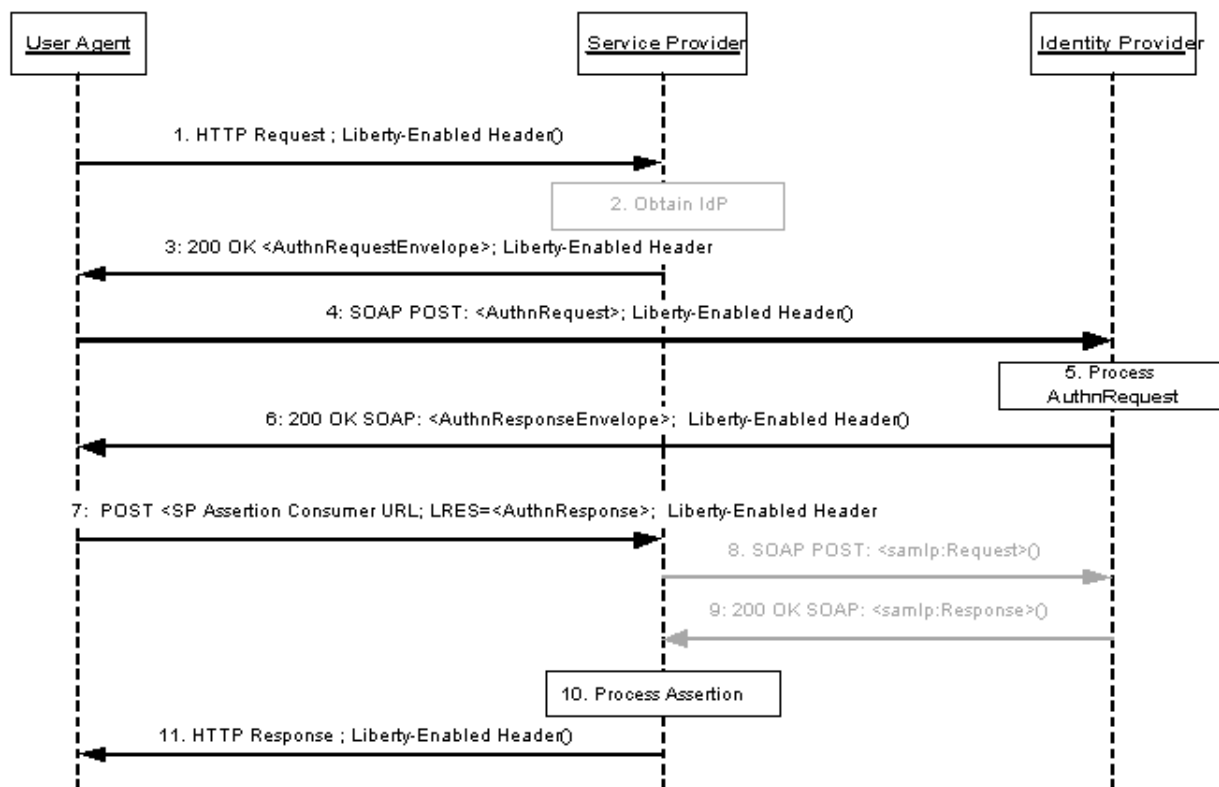 User Agent
Service Provider
Identity Provider
1. HTTP Request ; Liberty-Enabled Header()
2. Obtain IdP
3: 200 OK <AuthnRequestEnvelope>; Liberty-Enabled Header
4: SOAP POST: <AuthnRequest>; Liberty-Enabled Header()
5. Process
AuthnRequest
6: 200 OK SOAP: <AuthnResponseEnvelope>; Liberty-Enabled Header()
7: POST <SP Assertion Consumer URL; LRES=<AuthnResponse>; Liberty-Enabled Header
8. SOAP POST: <samlp:Request>()
9: 200 OK SOAP: <samlp:Response>()
10. Process Assertion
11. HTTP Response ; Liberty-Enabled Header()